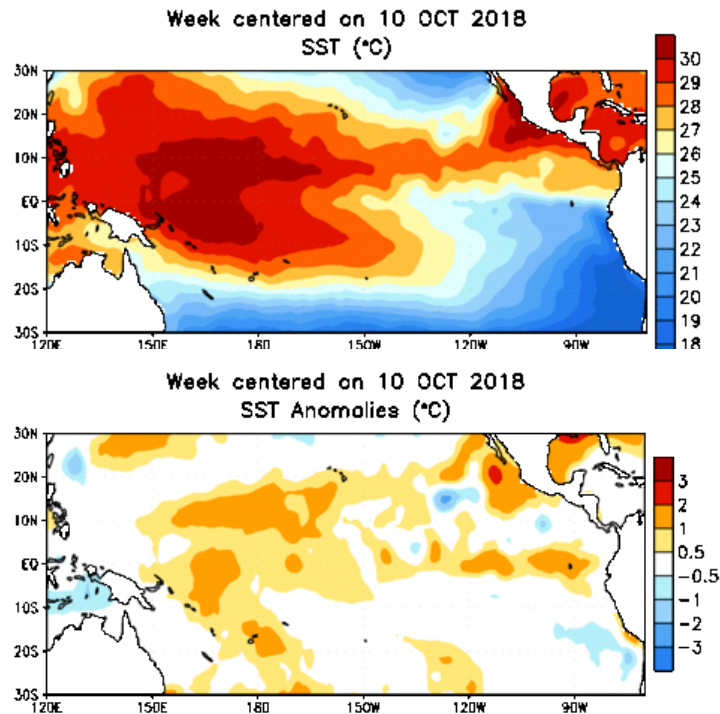 Week centered on 10 OCT 2018
SST (°C)
30N
20N
10N
EQ
10S
20S
30S
120E 150E 180 150W 120W 90W
30
29
28
27
26
25
24
23
22
21
20
19
18
Week centered on 10 OCT 2018
SST Anomalies (°C)
30N
20N
10N
EQ
10S
20S
30S
120E 150E 180 150W 120W 90W
3
2
1
0.5
-0.5
-1
-2
-3